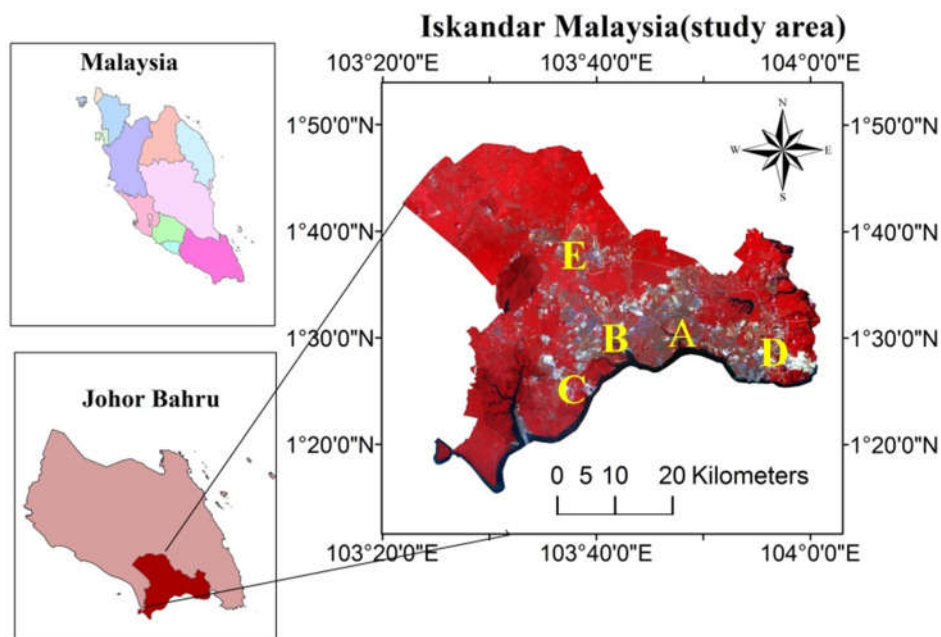 Iskandar Malaysia(study area)
Malaysia
103°20'0"E 103°40'0"E 104°0'0"E
1°50'0"N 1°50'0"N
N
W E
S
1°40'0"N 1°40'0"N
E
1°30'0"N 1°30'0"N
B A D
C
1°20'0"N 1°20'0"N
0 5 10 20 Kilometers
103°20'0"E 103°40'0"E 104°0'0"E
Johor Bahru